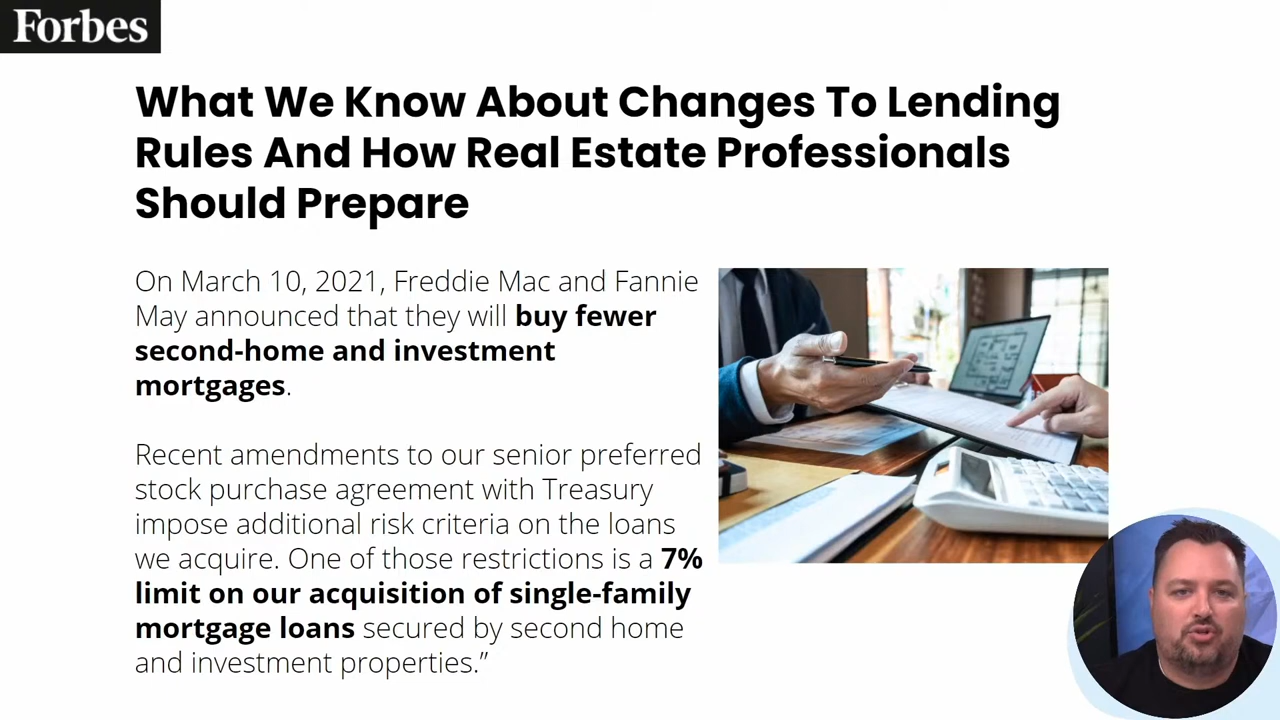 Forbes
What We Know About Changes To Lending
Rules And How Real Estate Professionals
Should Prepare
On March 10, 2021, Freddie Mac and Fannie
May announced that they will buy fewer
second-home and investment
mortgages.
Recent amendments to our senior preferred
stock purchase agreement with Treasury
impose additional risk criteria on the loans
we acquire. One of those restrictions is a 7%
limit on our acquisition of single-family
mortgage loans secured by second home
and investment properties.”